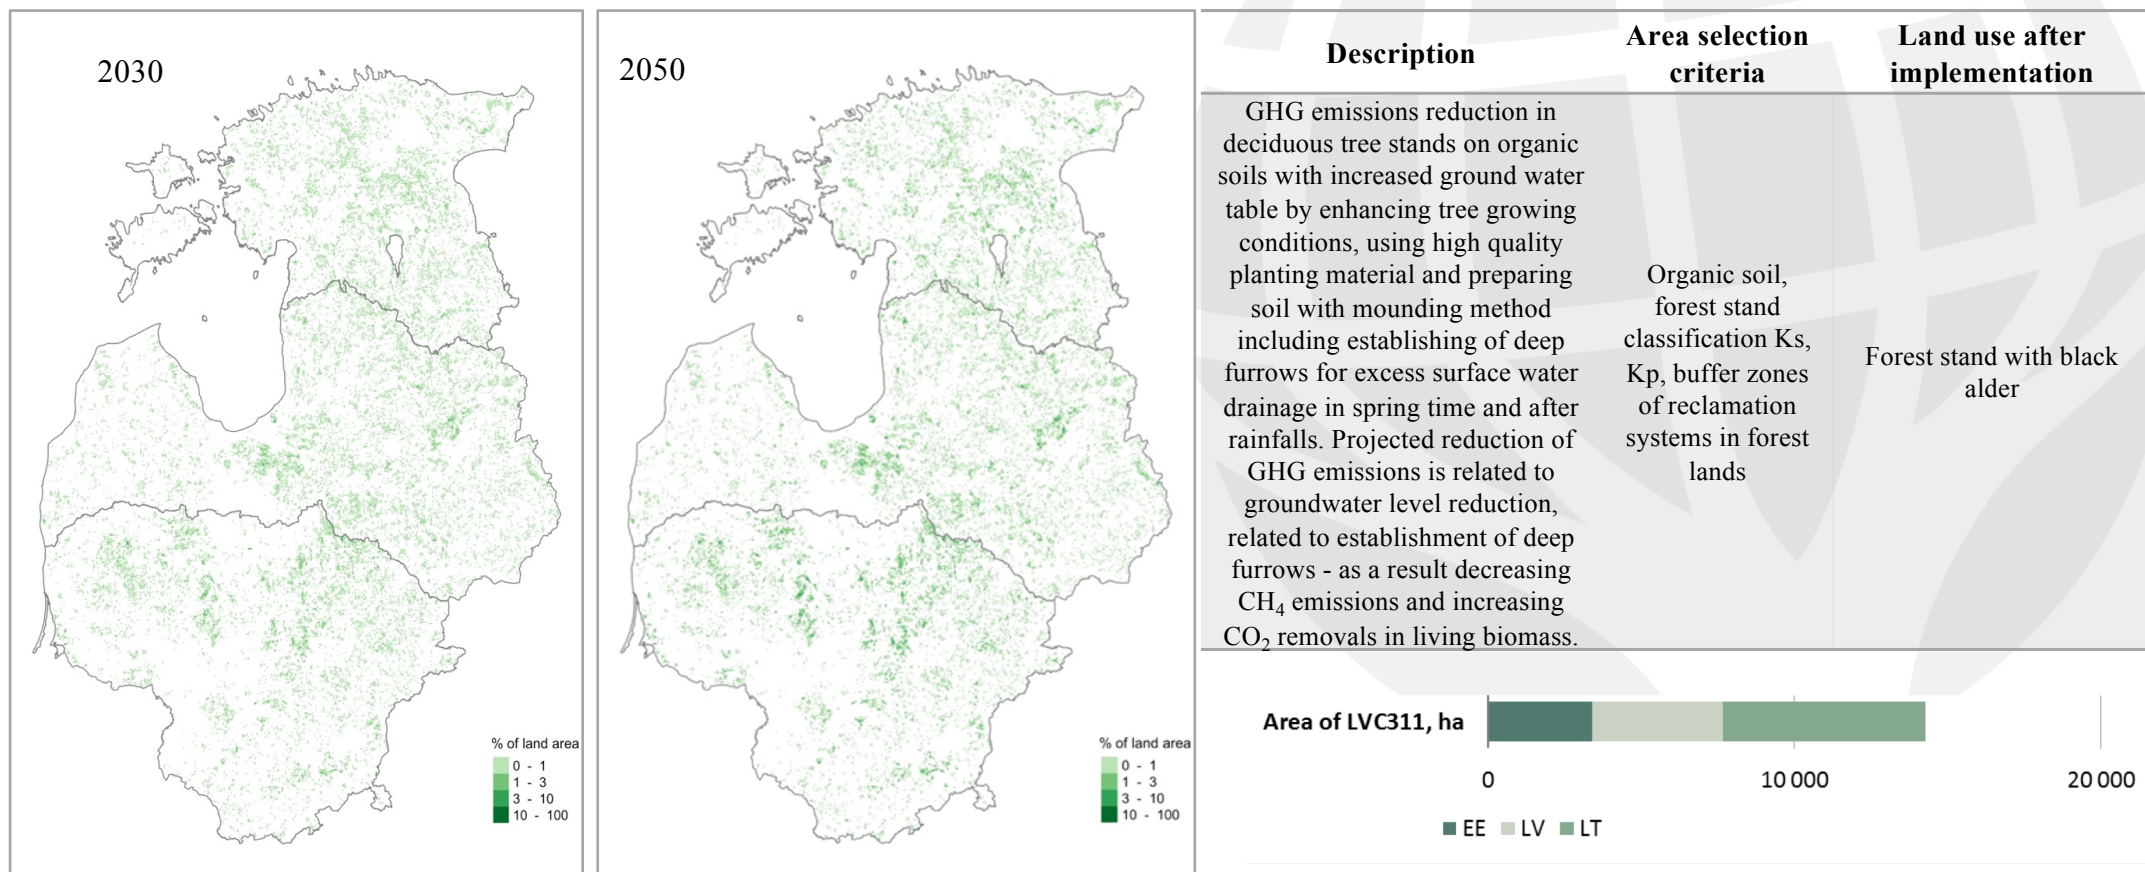 2030
% of land area
0 - 1
1 - 3
3 - 10
10 - 100
2050
% of land area
0 - 1
1 - 3
3 - 10
10 - 100
Description
Area selection
criteria
Land use after
implementation
GHG emissions reduction in
deciduous tree stands on organic
soils with increased ground water
table by enhancing tree growing
conditions, using high quality
planting material and preparing
soil with mounding method
including establishing of deep
furrows for excess surface water
drainage in spring time and after
rainfalls. Projected reduction of
GHG emissions is related to
groundwater level reduction,
related to establishment of deep
furrows - as a result decreasing
CH₄ emissions and increasing
CO₂ removals in living biomass.
Organic soil,
forest stand
classification Ks,
Kp, buffer zones
of reclamation
systems in forest
lands
Forest stand with black
alder
Area of LVC311, ha
0 10 000 20 000
EE LV LT